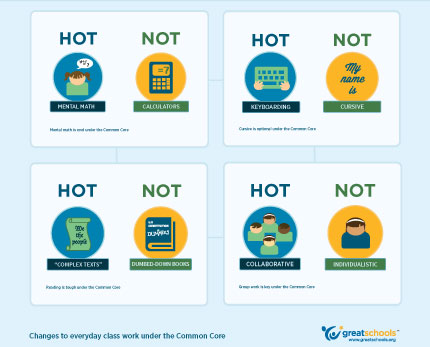 HOT NOT
=7
MENTAL MATH CALCULATORS
Mental math is cool under the Common Core
HOT NOT
My
name
is
KEYBOARDING CURSIVE
Cursive is optional under the Common Core
HOT NOT
We
the
people
DUMMIES
"COMPLEX TEXTS" DUMBED-DOWN BOOKS
Reading is tough under the Common Core
HOT NOT
COLLABORATIVE INDIVIDUALISTIC
Group work is key under the Common Core
Changes to everyday class work under the Common Core
greatschools
www.greatschools.org